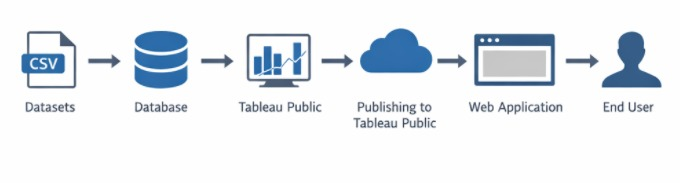 CSV
Datasets
Database
Tableau Public
Publishing to
Tableau Public
Web Application
End User